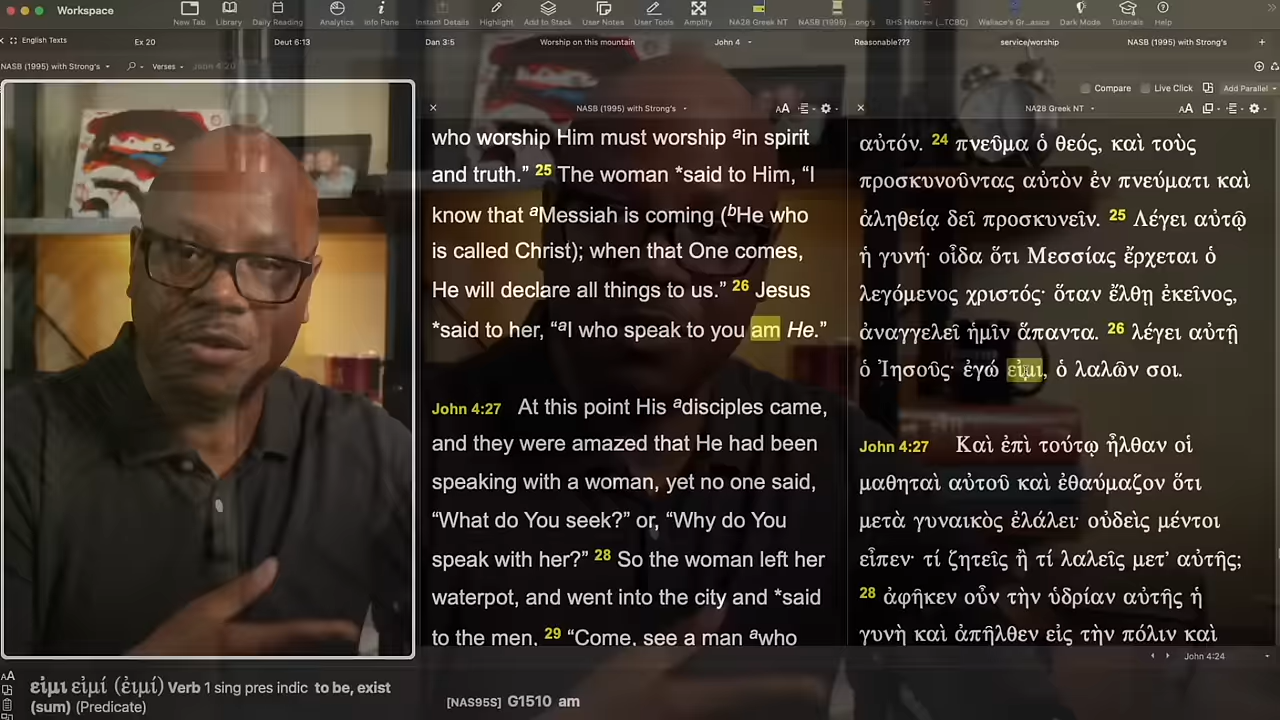 Workspace
New Tab
Library
Daily Reading
Analytics
Info Pane
Instant Details
Highlight
Add to Stack
User Notes
User Tools
Amplify
NA28 Greek NT
NASB (1995) ...ong's
BHS Hebrew (...TCBC)
Wallace's Gr...assics
Dark Mode
Tutorials
Help
English Texts
Ex 20
Deut 6:13
Dan 3:5
Worship on this mountain
John 4
Reasonable???
service/worship
NASB (1995) with Strong's
NASB (1995) with Strong's
Verses
John 4:20
Compare
Live Click
Add Parallel
NASB (1995) with Strong's
who worship Him must worship ᵃin spirit
and truth.” 25 The woman *said to Him, “I
know that ᵃMessiah is coming (ᵇHe who
is called Christ); when that One comes,
He will declare all things to us.” 26 Jesus
*said to her, “ᵃI who speak to you am He.”
John 4:27 At this point His ᵃdisciples came,
and they were amazed that He had been
speaking with a woman, yet no one said,
“What do You seek?” or, “Why do You
speak with her?” 28 So the woman left her
waterpot, and went into the city and *said
to the men, 29 “Come, see a man ᵃwho
NA28 Greek NT
αὐτόν. 24 πνεῦμα ὁ θεός, καὶ τοὺς
προσκυνοῦντας αὐτὸν ἐν πνεύματι καὶ
ἀληθείᾳ δεῖ προσκυνεῖν. 25 Λέγει αὐτῷ
ἡ γυνή· οἶδα ὅτι Μεσσίας ἔρχεται ὁ
λεγόμενος χριστός· ὅταν ἔλθῃ ἐκεῖνος,
ἀναγγελεῖ ἡμῖν ἅπαντα. 26 λέγει αὐτῇ
ὁ Ἰησοῦς· ἐγώ εἰμι, ὁ λαλῶν σοι.
John 4:27 Καὶ ἐπὶ τούτῳ ἦλθαν οἱ
μαθηταὶ αὐτοῦ καὶ ἐθαύμαζον ὅτι
μετὰ γυναικὸς ἐλάλει· οὐδεὶς μέντοι
εἶπεν· τί ζητεῖς ἢ τί λαλεῖς μετ’ αὐτῆς;
28 ἀφῆκεν οὖν τὴν ὑδρίαν αὐτῆς ἡ
γυνὴ καὶ ἀπῆλθεν εἰς τὴν πόλιν καὶ
John 4:24
εἰμι εἰμί (ἐιμί) Verb 1 sing pres indic to be, exist
(sum) (Predicate)
[NAS95S] G1510 am